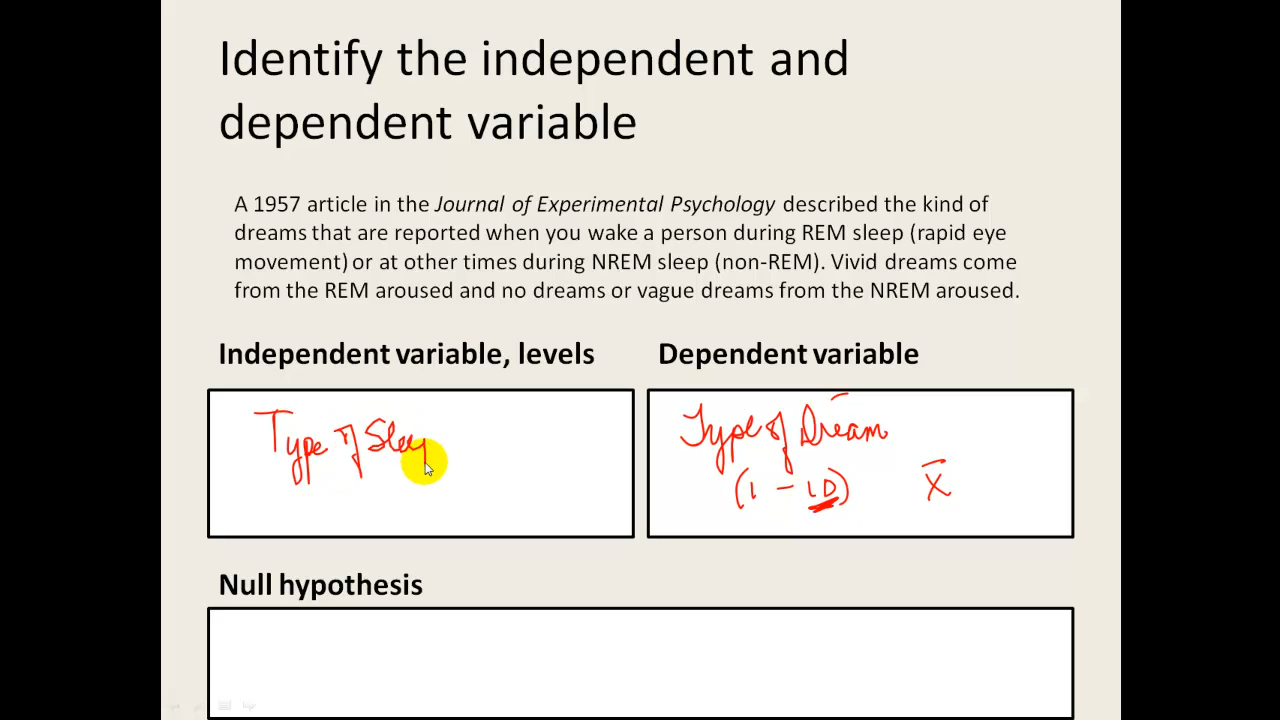 Identify the independent and
dependent variable
A 1957 article in the Journal of Experimental Psychology described the kind of
dreams that are reported when you wake a person during REM sleep (rapid eye
movement) or at other times during NREM sleep (non-REM). Vivid dreams come
from the REM aroused and no dreams or vague dreams from the NREM aroused.
Independent variable, levels
Dependent variable
Type of Sleep
Type of Dream
(1 - 10) X̄
Null hypothesis